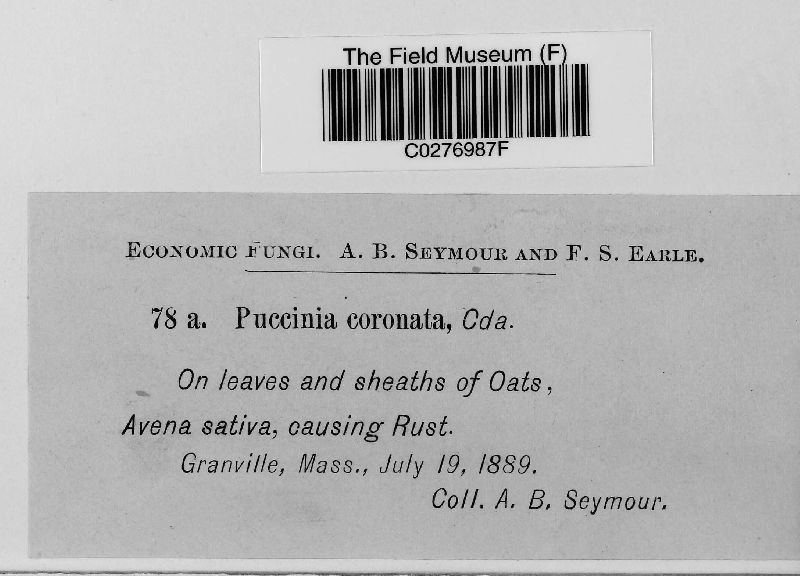 The Field Museum (F)
C0276987F
Economic Fungi. A. B. Seymour and F. S. Earle.
78 a. Puccinia coronata, Cda.
On leaves and sheaths of Oats,
Avena sativa, causing Rust.
Granville, Mass., July 19, 1889.
Coll. A. B. Seymour.